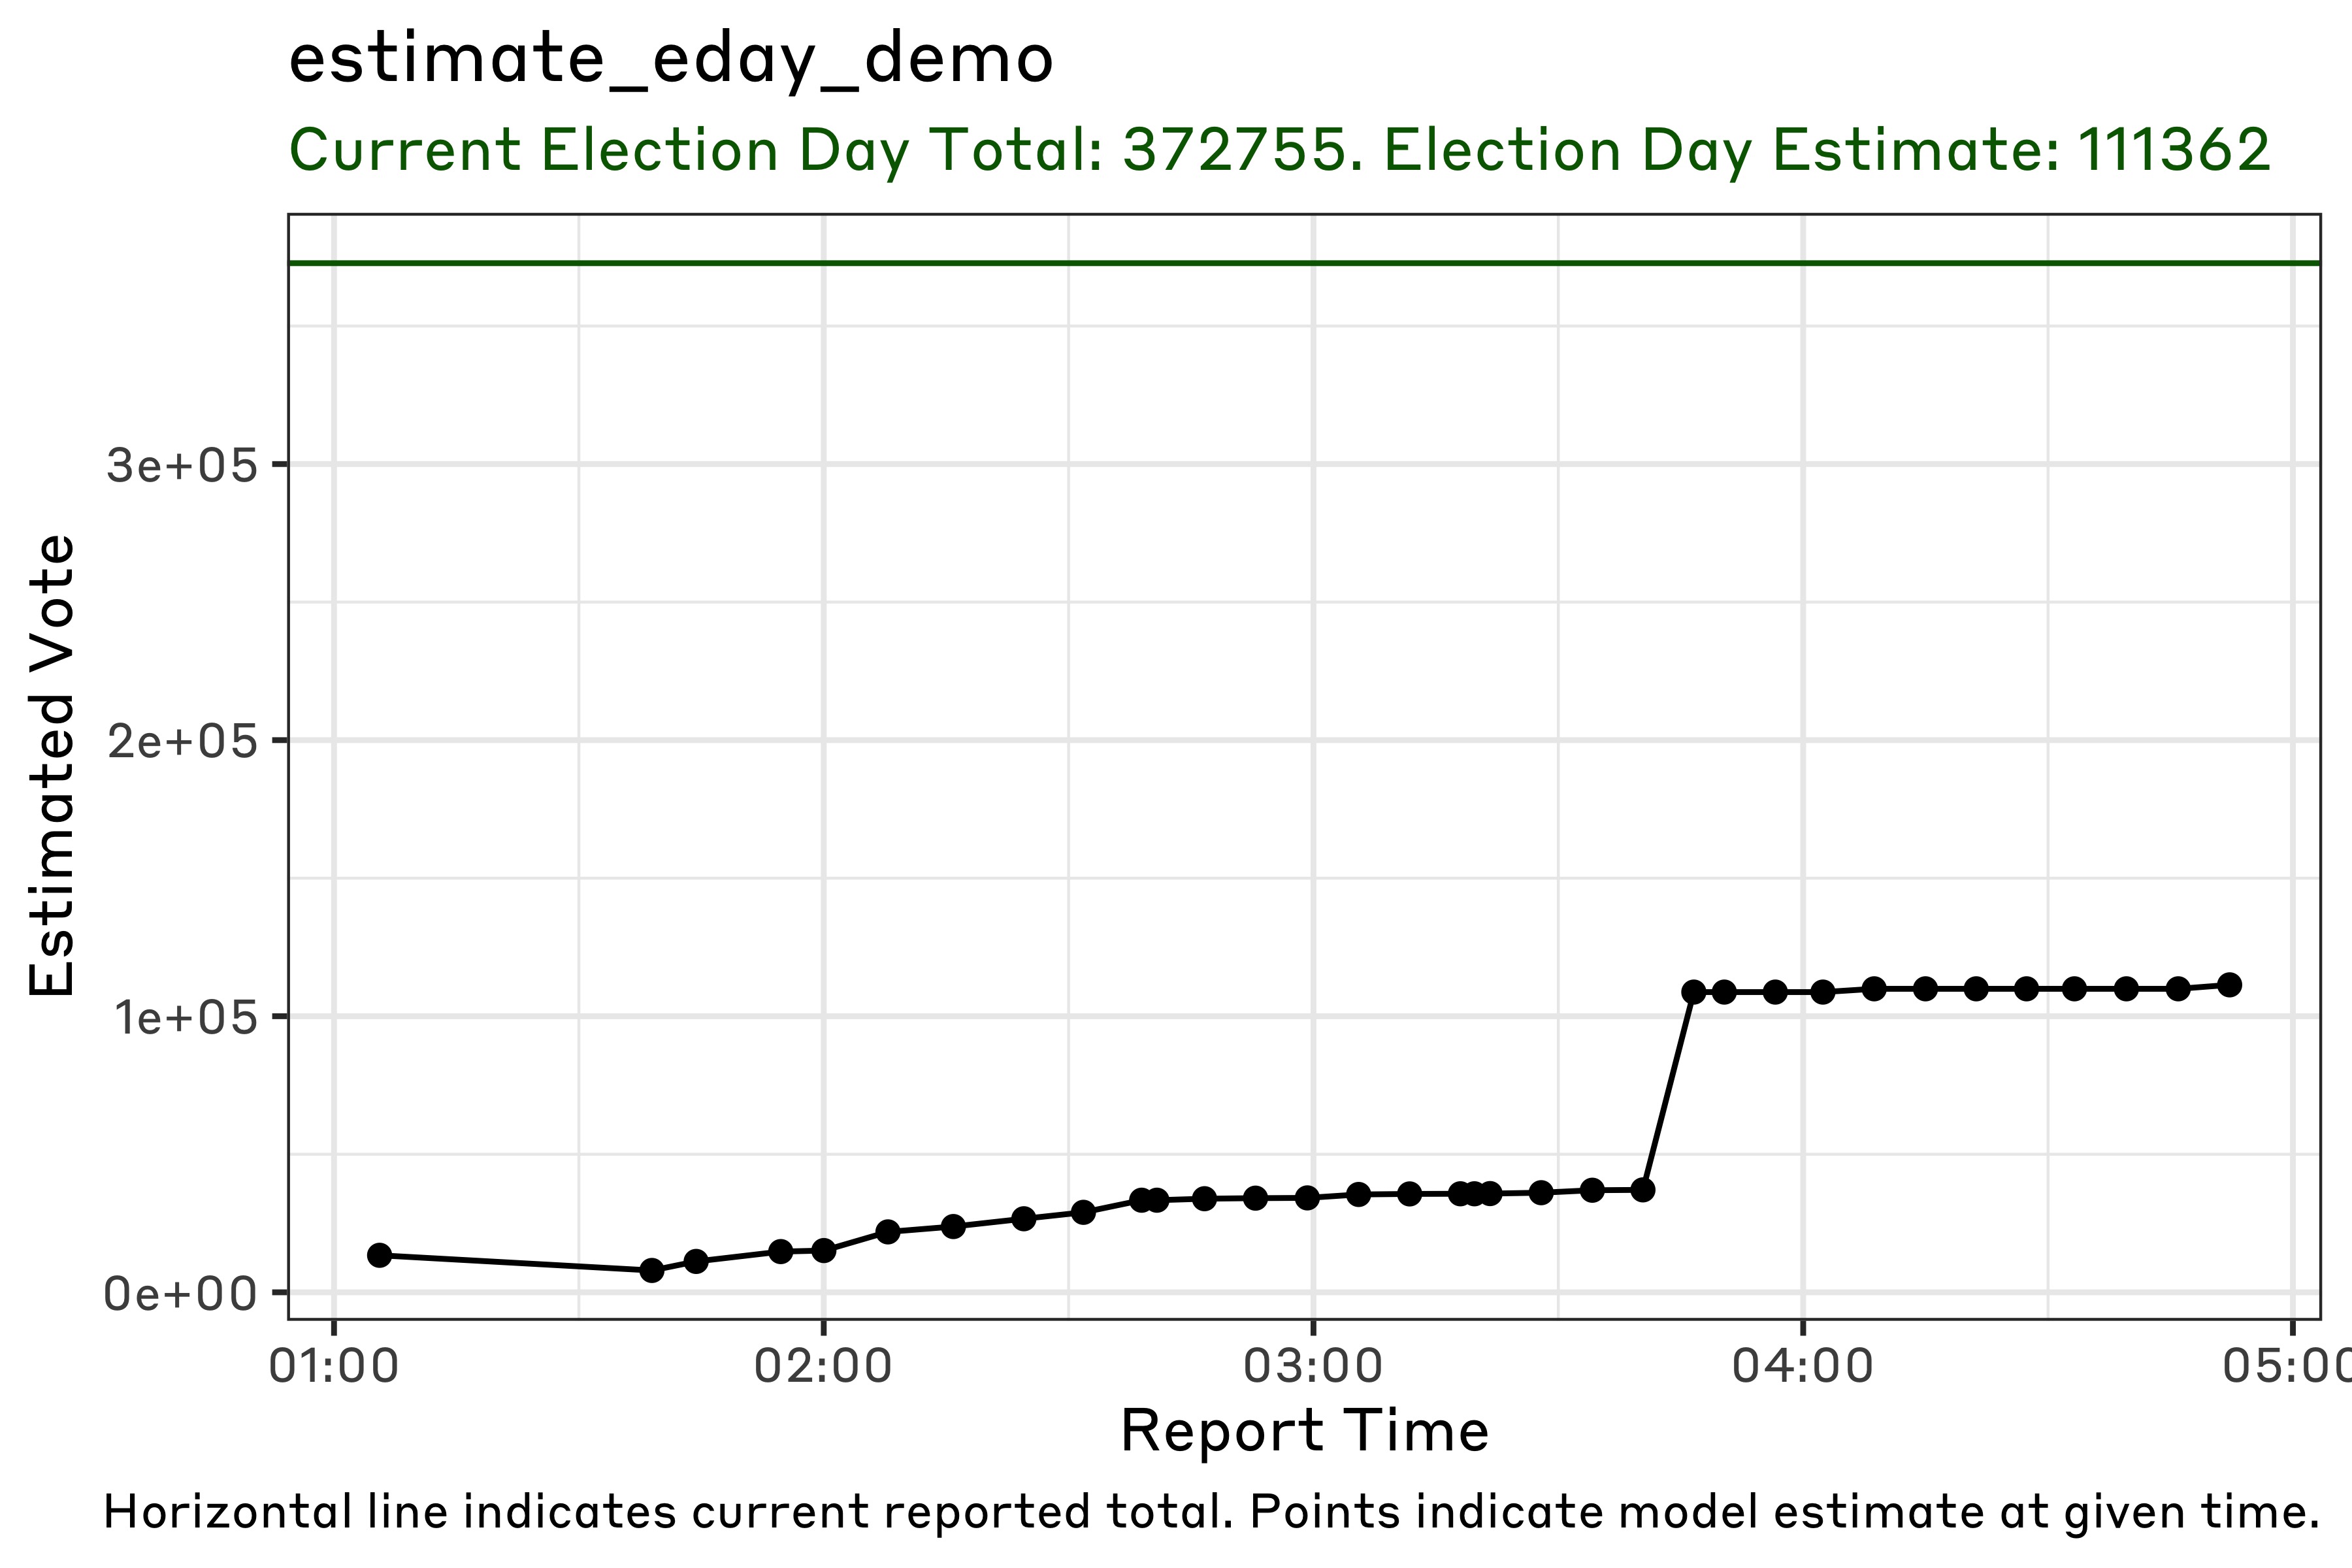 estimate_eday_demo
Current Election Day Total: 372755. Election Day Estimate: 111362
Estimated Vote
3e+05
2e+05
1e+05
0e+00
01:00 02:00 03:00 04:00 05:00
Report Time
Horizontal line indicates current reported total. Points indicate model estimate at given time.